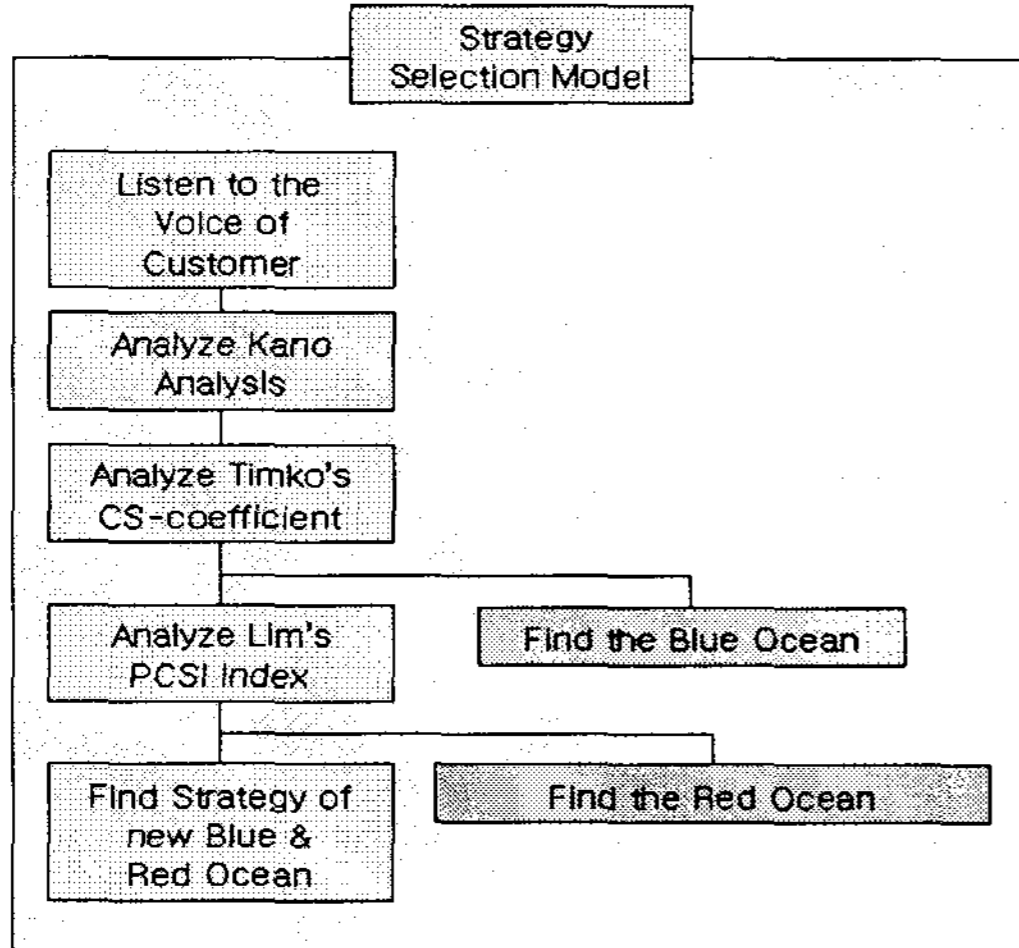 Strategy
Selection Model
Listen to the
Voice of
Customer
Analyze Kano
Analysis
Analyze Timko's
CS-coefficient
Analyze Lim's
PCSI index
Find the Blue Ocean
Find Strategy of
new Blue &
Red Ocean
Find the Red Ocean